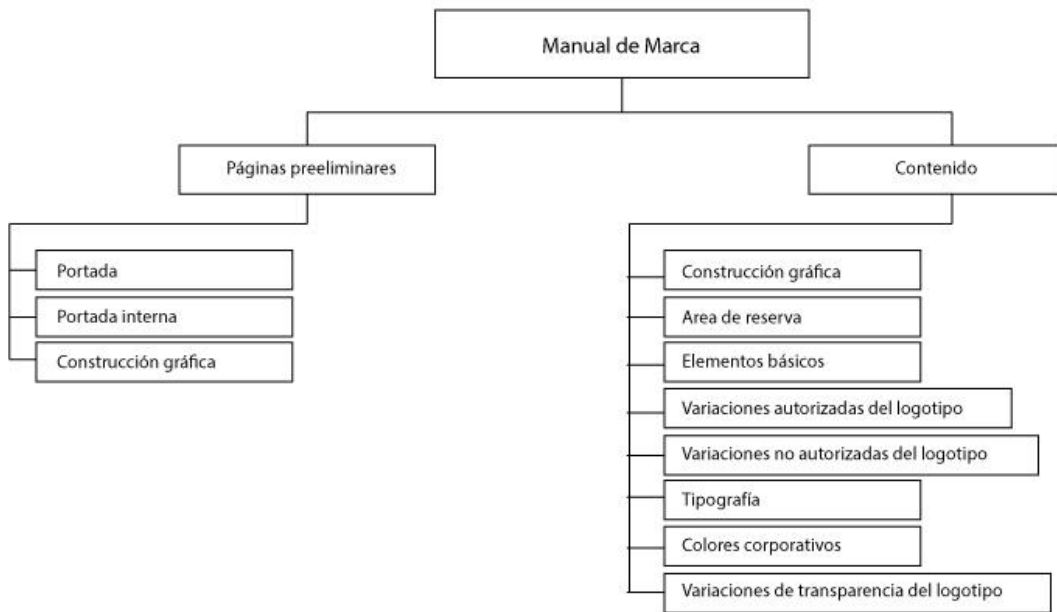 Manual de Marca
Páginas preeliminares
Contenido
Portada
Portada interna
Construcción gráfica
Construcción gráfica
Area de reserva
Elementos básicos
Variaciones autorizadas del logotipo
Variaciones no autorizadas del logotipo
Tipografía
Colores corporativos
Variaciones de transparencia del logotipo